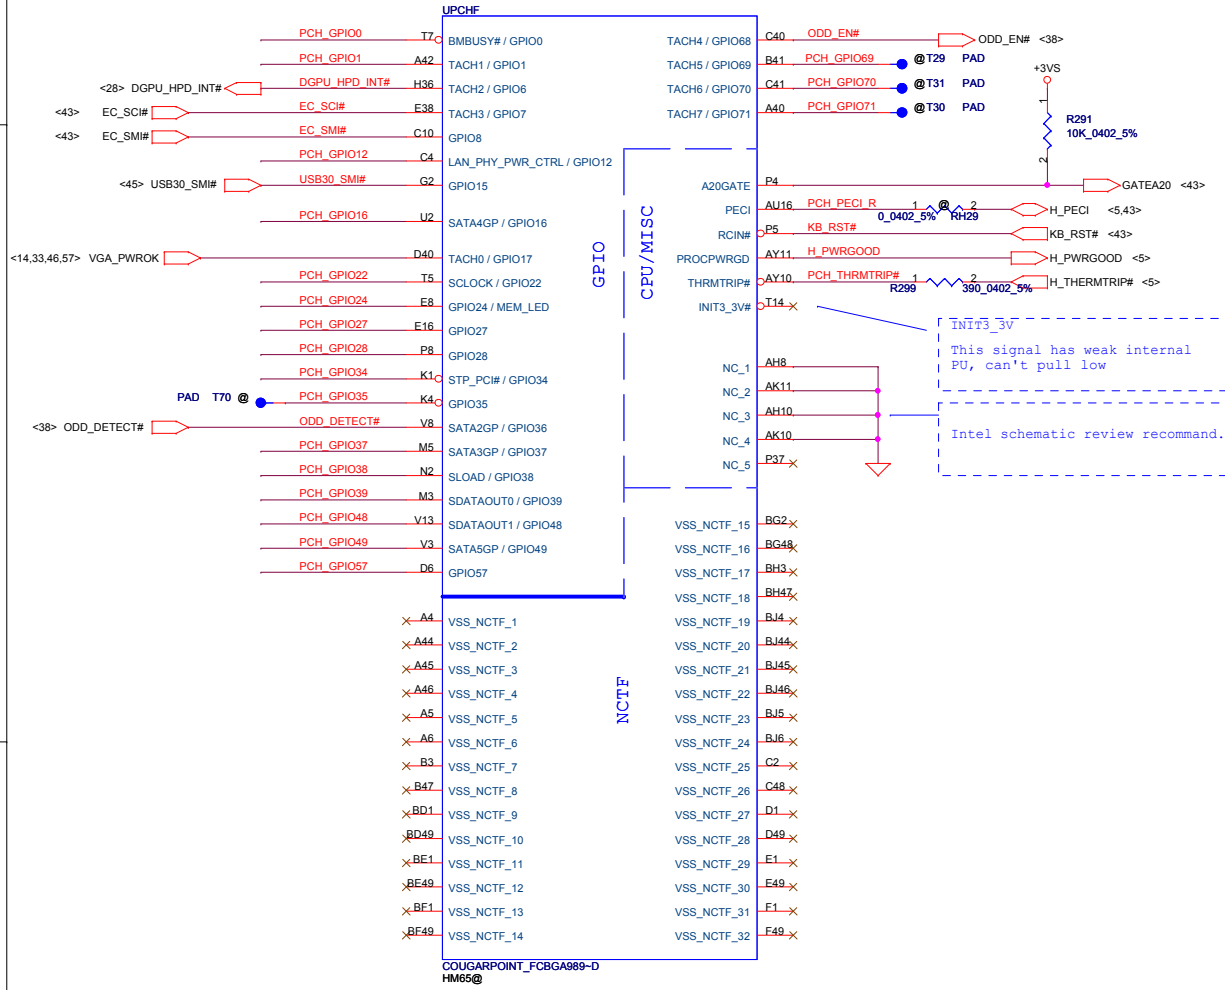 UPCHF
PCH_GPIO0 T7 BMBUSY# / GPIO0 TACH4 / GPIO68 C40 ODD_EN# ODD_EN# <38>
PCH_GPIO1 A42 TACH1 / GPIO1 TACH5 / GPIO69 B41 PCH_GPIO69 @T29 PAD
<28> DGPU_HPD_INT# DGPU_HPD_INT# H36 TACH2 / GPIO6 TACH6 / GPIO70 C41 PCH_GPIO70 @T31 PAD
+3VS
<43> EC_SCI# EC_SCI# E38 TACH3 / GPIO7 TACH7 / GPIO71 A40 PCH_GPIO71 @T30 PAD
1
R291
10K_0402_5%
2
<43> EC_SMI# EC_SMI# C10 GPIO8
PCH_GPIO12 C4 LAN_PHY_PWR_CTRL / GPIO12
<45> USB30_SMI# USB30_SMI# G2 GPIO15 A20GATE P4 GATEA20 <43>
PECI AU16 PCH_PECI_R 1 @ 2 H_PECI <5,43>
0_0402_5% RH29
PCH_GPIO16 U2 SATA4GP / GPIO16
RCIN# P5 KB_RST# KB_RST# <43>
<14,33,46,57> VGA_PWROK D40 TACH0 / GPIO17 PROCPWRGD AY11 H_PWRGOOD H_PWRGOOD <5>
PCH_GPIO22 T5 SCLOCK / GPIO22 THRMTRIP# AY10 PCH_THRMTRIP# 1 2 H_THERMTRIP# <5>
R299 390_0402_5%
PCH_GPIO24 E8 GPIO24 / MEM_LED INIT3_3V# T14
PCH_GPIO27 E16 GPIO27
PCH_GPIO28 P8 GPIO28
GPIO
CPU/MISC
INIT3_3V
This signal has weak internal
PU, can't pull low
NC_1 AH8
PCH_GPIO34 K1 STP_PCI# / GPIO34
NC_2 AK11
PAD T70 @ PCH_GPIO35 K4 GPIO35
NC_3 AH10
<38> ODD_DETECT# ODD_DETECT# V8 SATA2GP / GPIO36
NC_4 AK10
Intel schematic review recommand.
PCH_GPIO37 M5 SATA3GP / GPIO37
NC_5 P37
PCH_GPIO38 N2 SLOAD / GPIO38
PCH_GPIO39 M3 SDATAOUT0 / GPIO39
PCH_GPIO48 V13 SDATAOUT1 / GPIO48 VSS_NCTF_15 BG2
PCH_GPIO49 V3 SATA5GP / GPIO49 VSS_NCTF_16 BG48
PCH_GPIO57 D6 GPIO57 VSS_NCTF_17 BH3
VSS_NCTF_18 BH47
A4 VSS_NCTF_1 VSS_NCTF_19 BJ4
A44 VSS_NCTF_2 VSS_NCTF_20 BJ44
A45 VSS_NCTF_3 VSS_NCTF_21 BJ45
A46 VSS_NCTF_4 VSS_NCTF_22 BJ46
NCTF
A5 VSS_NCTF_5 VSS_NCTF_23 BJ5
A6 VSS_NCTF_6 VSS_NCTF_24 BJ6
B3 VSS_NCTF_7 VSS_NCTF_25 C2
B47 VSS_NCTF_8 VSS_NCTF_26 C48
BD1 VSS_NCTF_9 VSS_NCTF_27 D1
BD49 VSS_NCTF_10 VSS_NCTF_28 D49
BE1 VSS_NCTF_11 VSS_NCTF_29 E1
BE49 VSS_NCTF_12 VSS_NCTF_30 E49
BF1 VSS_NCTF_13 VSS_NCTF_31 F1
BF49 VSS_NCTF_14 VSS_NCTF_32 F49
COUGARPOINT_FCBGA989~D
HM65@